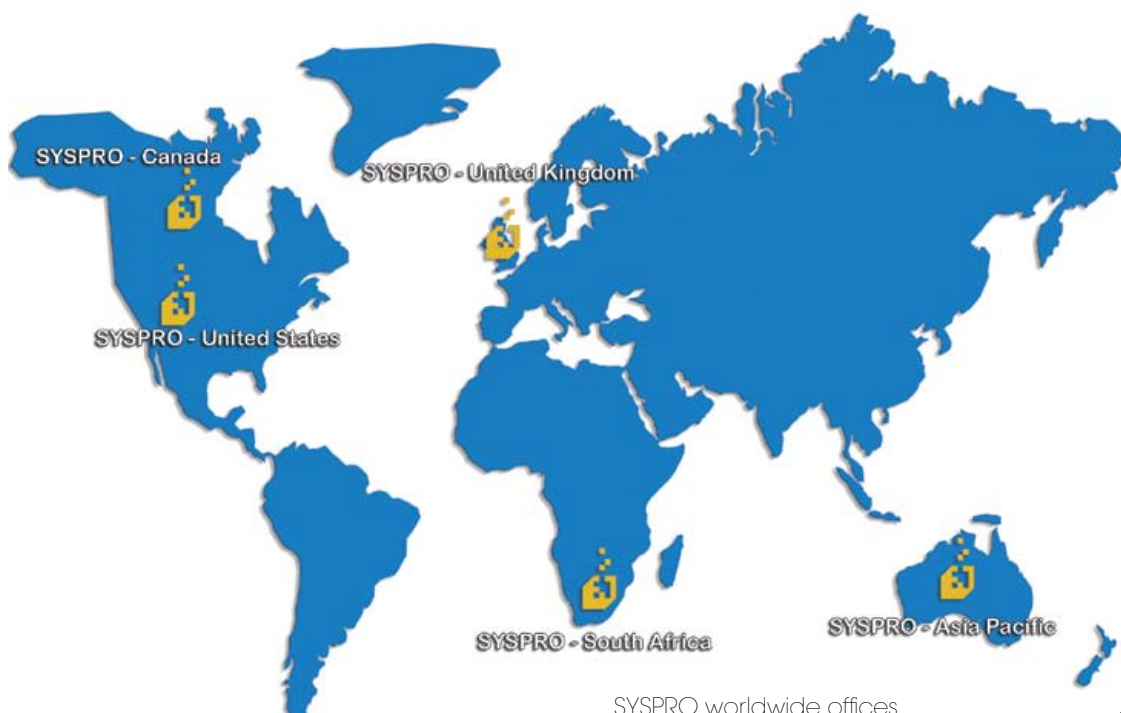 SYSPRO - Canada
SYSPRO - United Kingdom
SYSPRO - United States
SYSPRO - South Africa
SYSPRO - Asia Pacific
SYSPRO worldwide offices